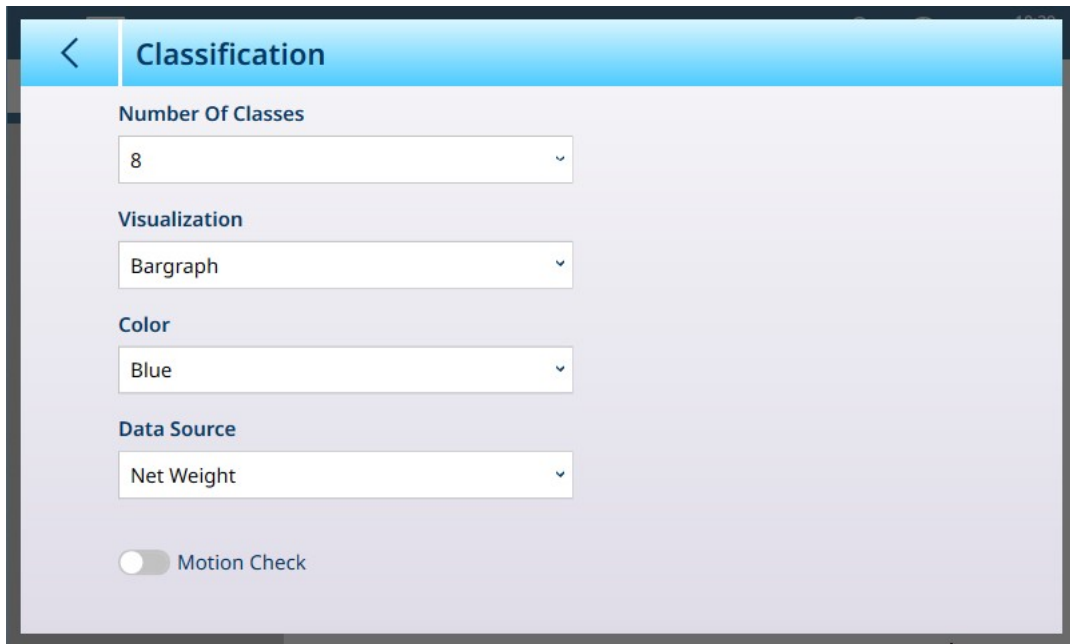 Classification
Number Of Classes
8
Visualization
Bargraph
Color
Blue
Data Source
Net Weight
Motion Check